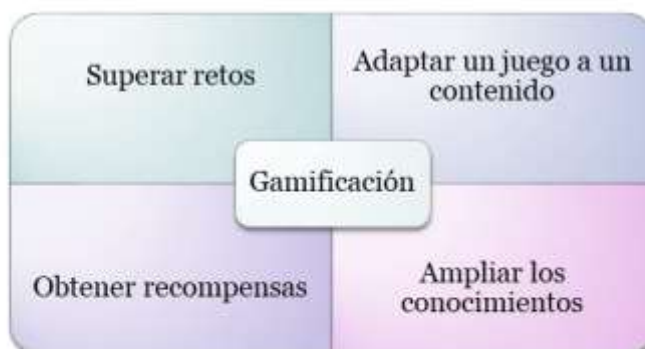 Superar retos
Adaptar un juego a un
contenido
Gamificación
Obtener recompensas
Ampliar los
conocimientos